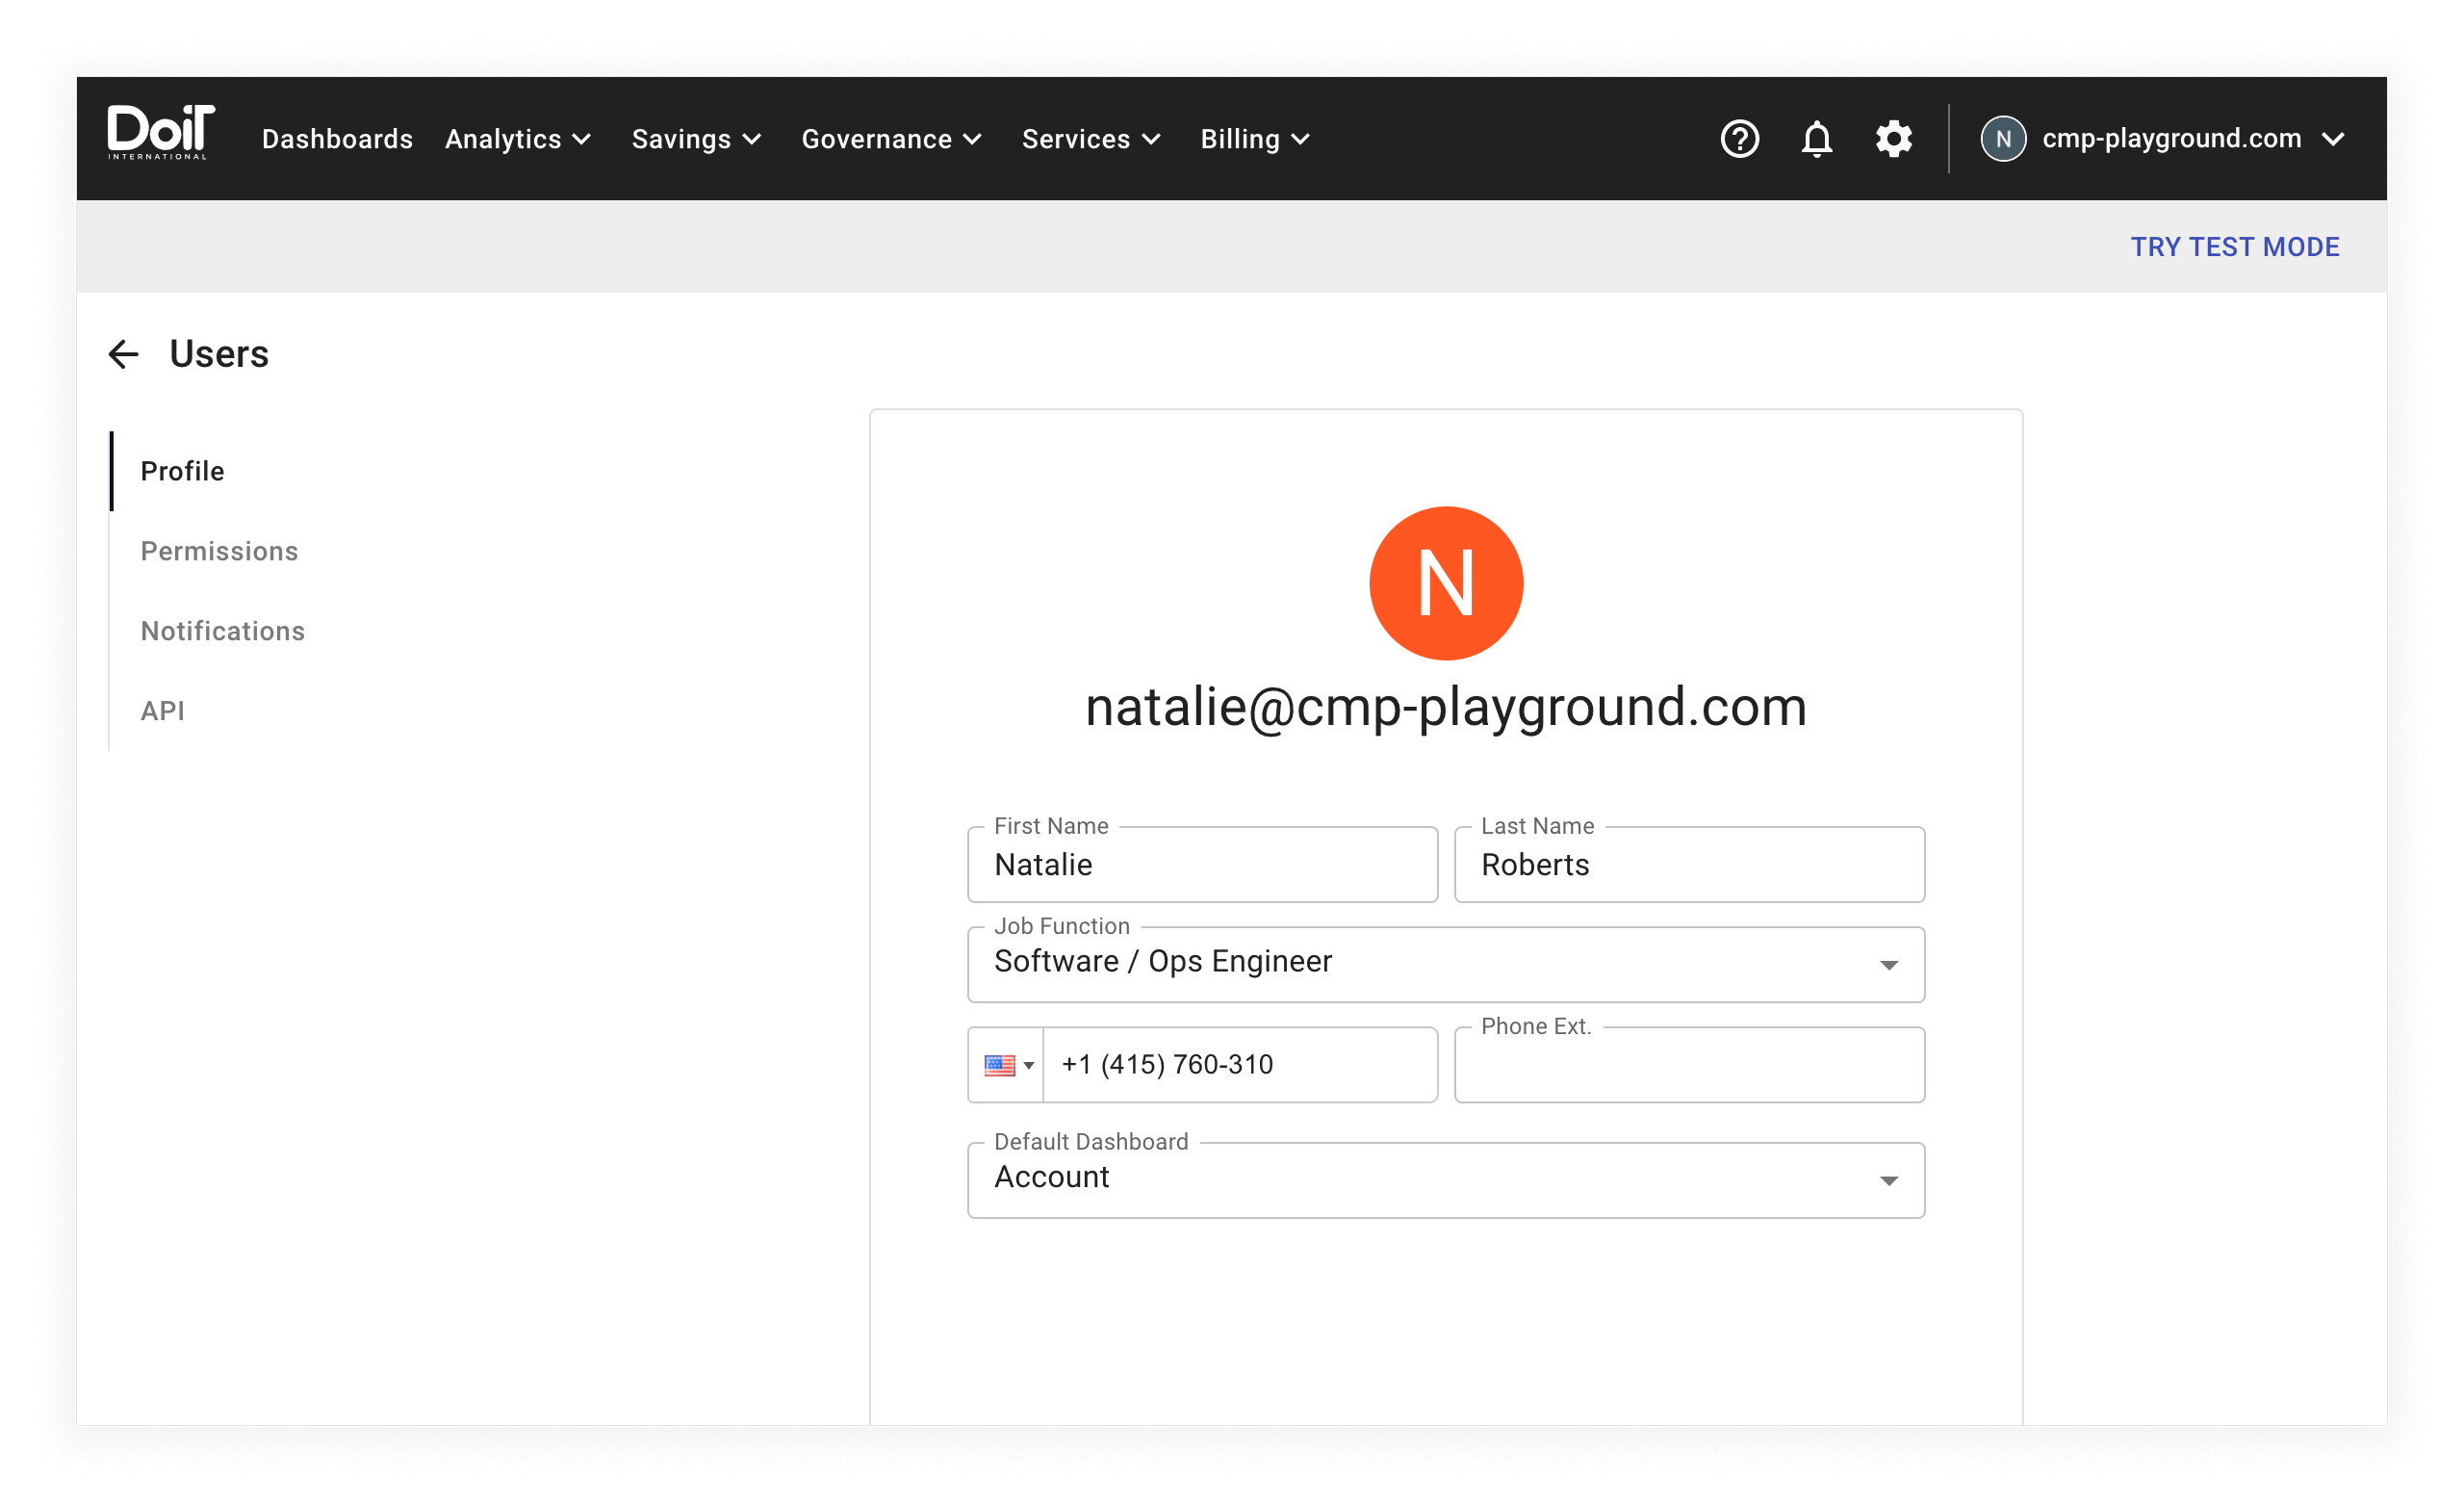 DoiT
INTERNATIONAL
Dashboards Analytics Savings Governance Services Billing
N cmp-playground.com
TRY TEST MODE
Users
Profile
Permissions
Notifications
API
N
natalie@cmp-playground.com
First Name
Natalie
Last Name
Roberts
Job Function
Software / Ops Engineer
+1 (415) 760-310
Phone Ext.
Default Dashboard
Account